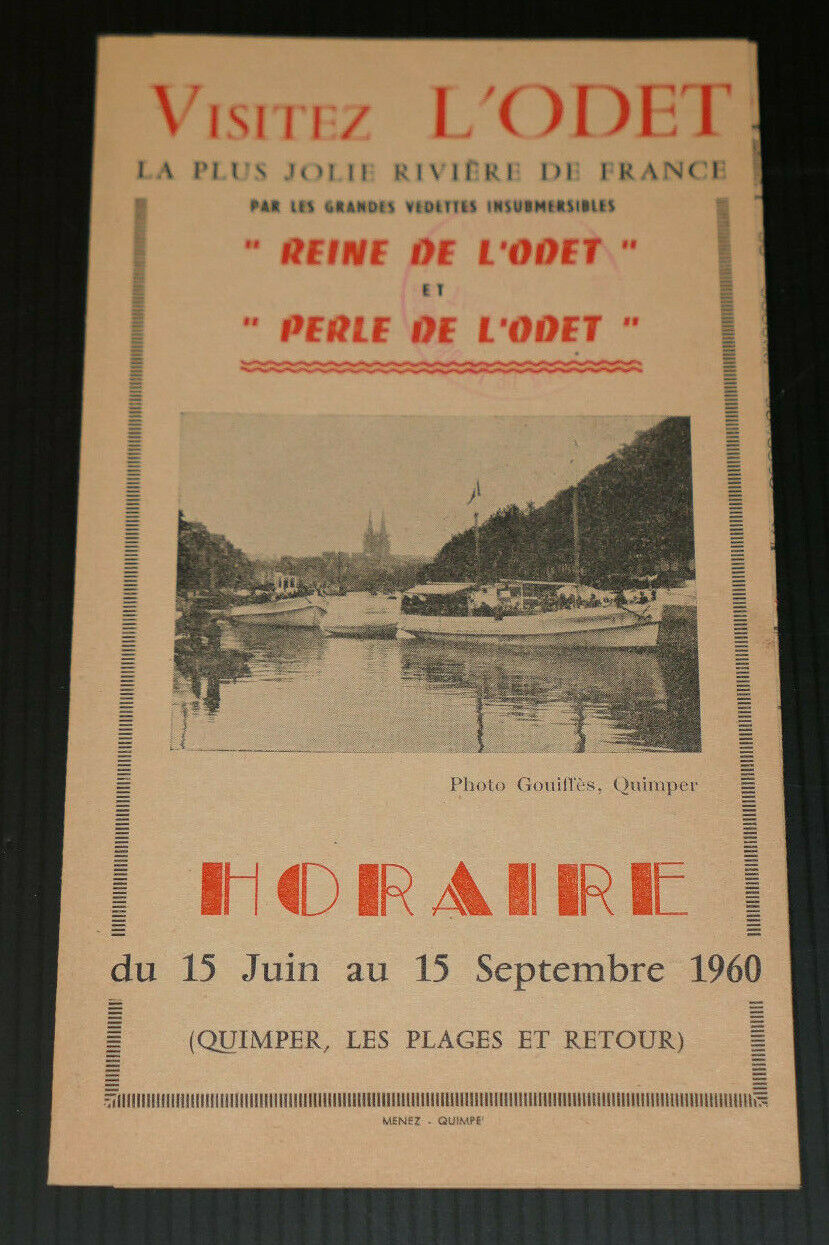 VISITEZ L'ODET
LA PLUS JOLIE RIVIÈRE DE FRANCE
PAR LES GRANDES VEDETTES INSUBMERSIBLES
" REINE DE L'ODET "
ET
" PERLE DE L'ODET "
Photo Gouiffès, Quimper
HORAIRE
du 15 Juin au 15 Septembre 1960
(QUIMPER, LES PLAGES ET RETOUR)
MENEZ - QUIMPE